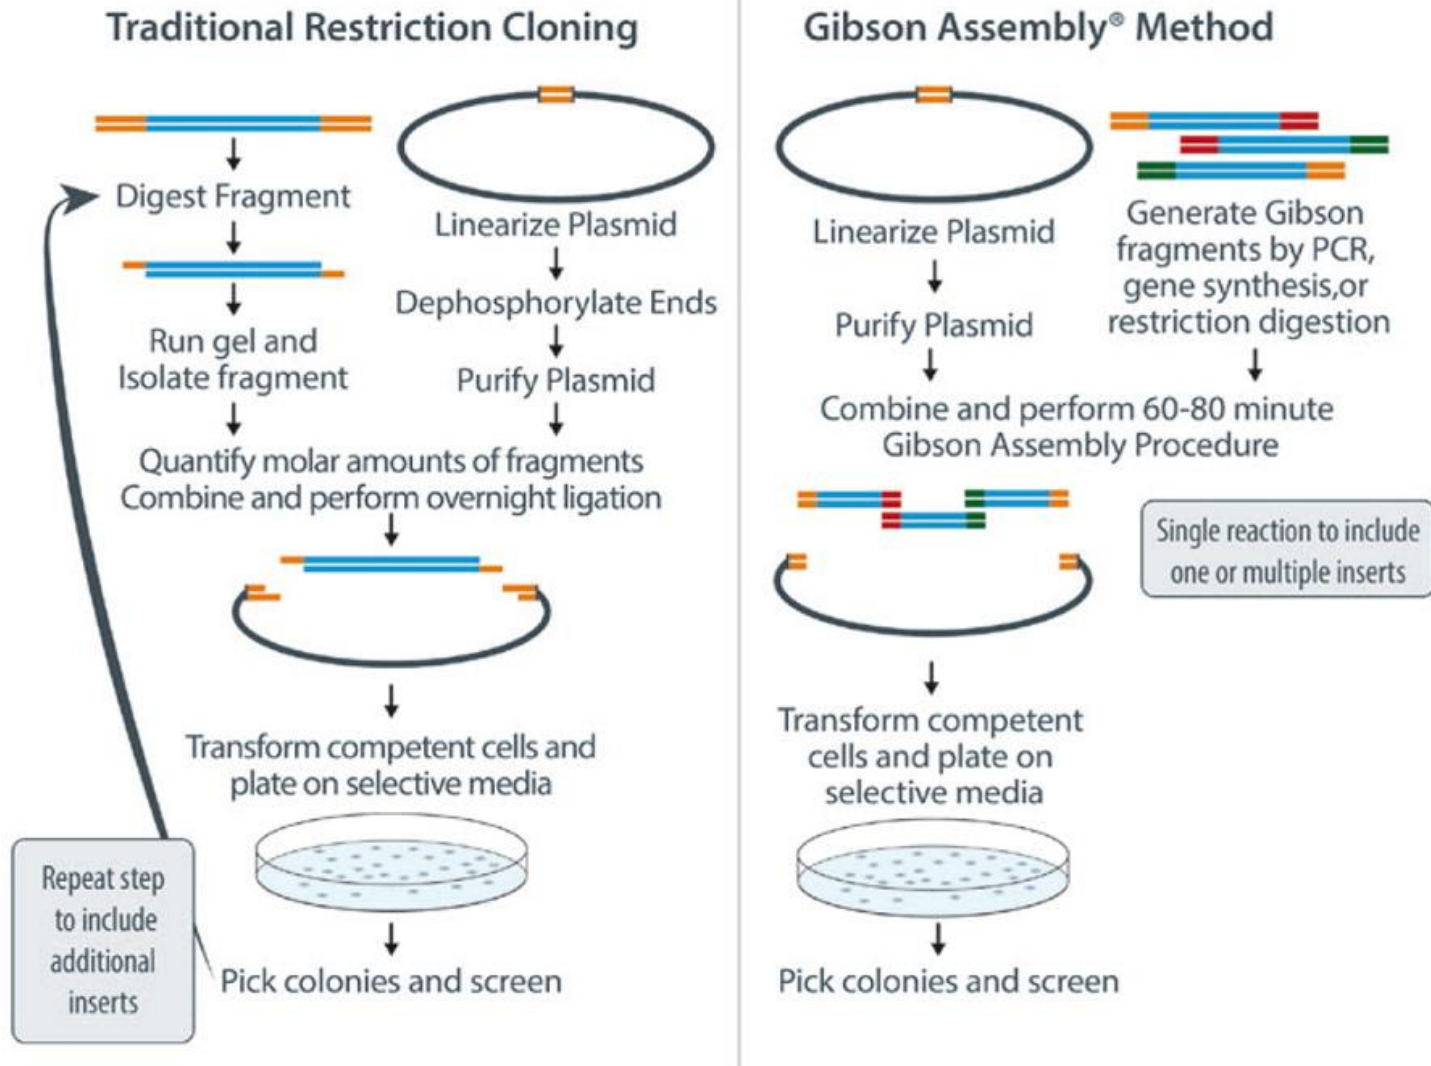 Traditional Restriction Cloning
Digest Fragment
Run gel and
Isolate fragment
Linearize Plasmid
Dephosphorylate Ends
Purify Plasmid
Quantify molar amounts of fragments
Combine and perform overnight ligation
Transform competent cells and
plate on selective media
Pick colonies and screen
Repeat step
to include
additional
inserts
Gibson Assembly® Method
Linearize Plasmid
Purify Plasmid
Generate Gibson
fragments by PCR,
gene synthesis,or
restriction digestion
Combine and perform 60-80 minute
Gibson Assembly Procedure
Single reaction to include
one or multiple inserts
Transform competent
cells and plate on
selective media
Pick colonies and screen